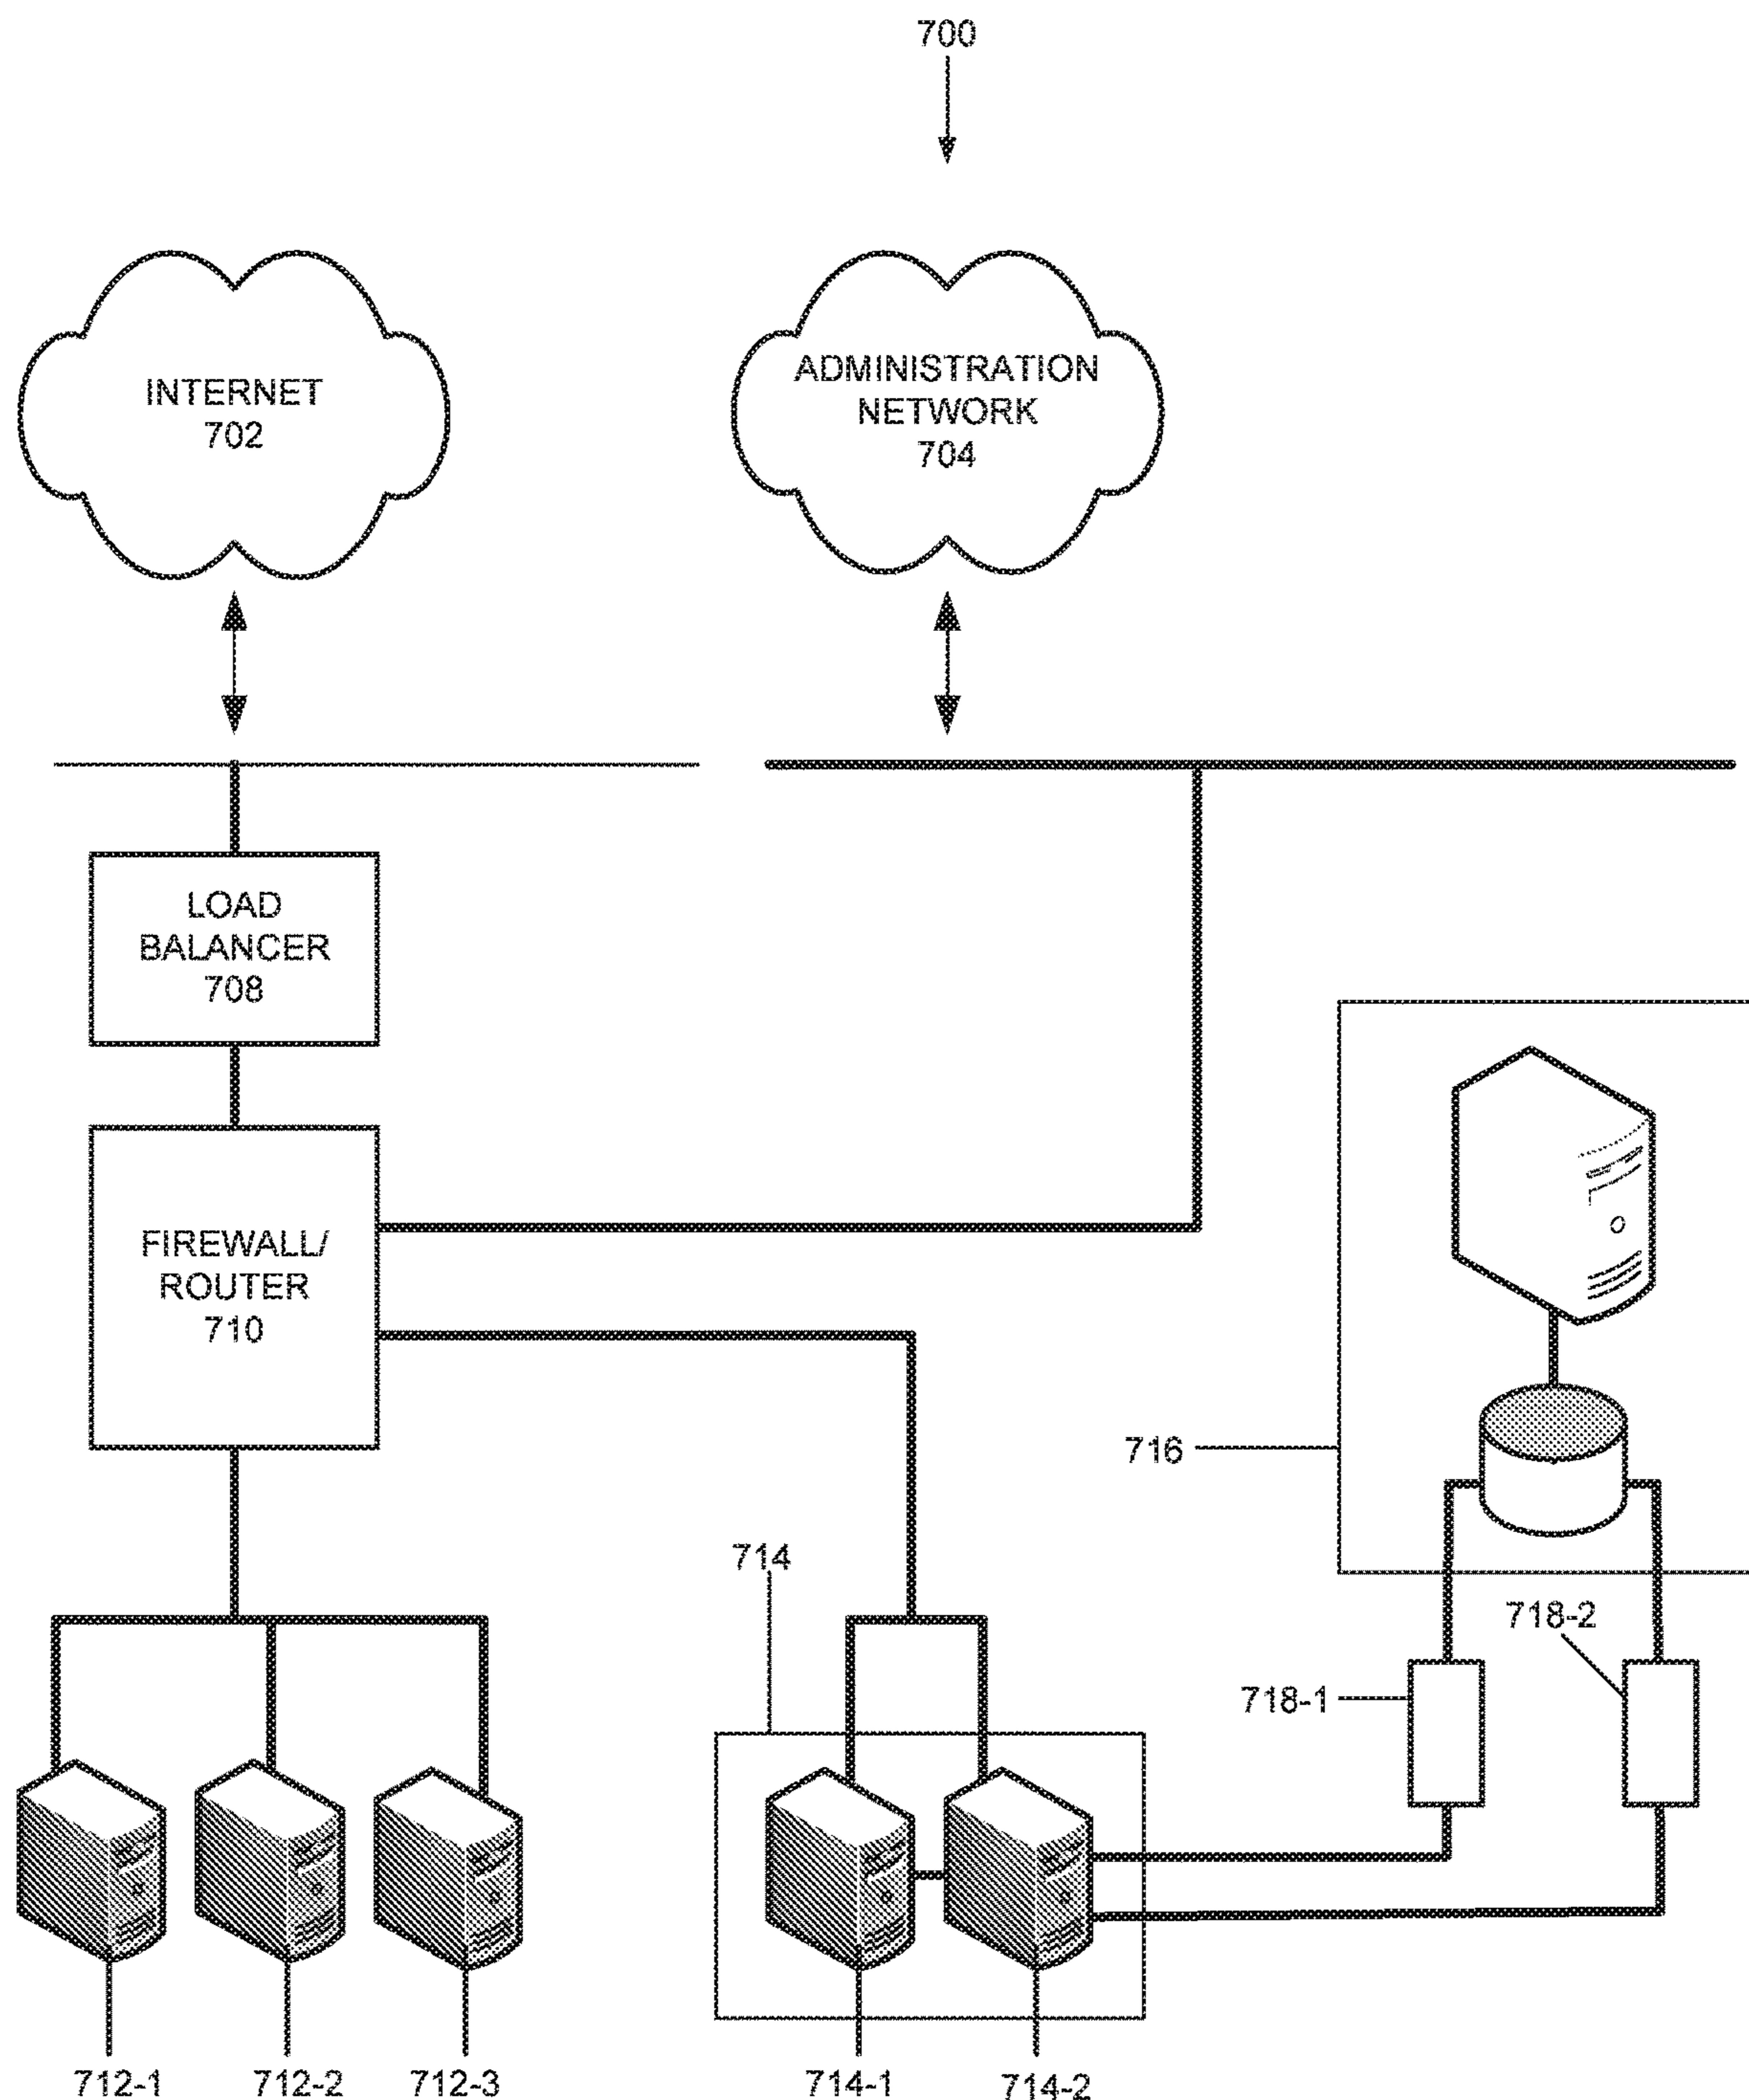 700
INTERNET
702
ADMINISTRATION
NETWORK
704
LOAD
BALANCER
708
FIREWALL/
ROUTER
710
716
714
718-2
718-1
712-1
712-2
712-3
714-1
714-2